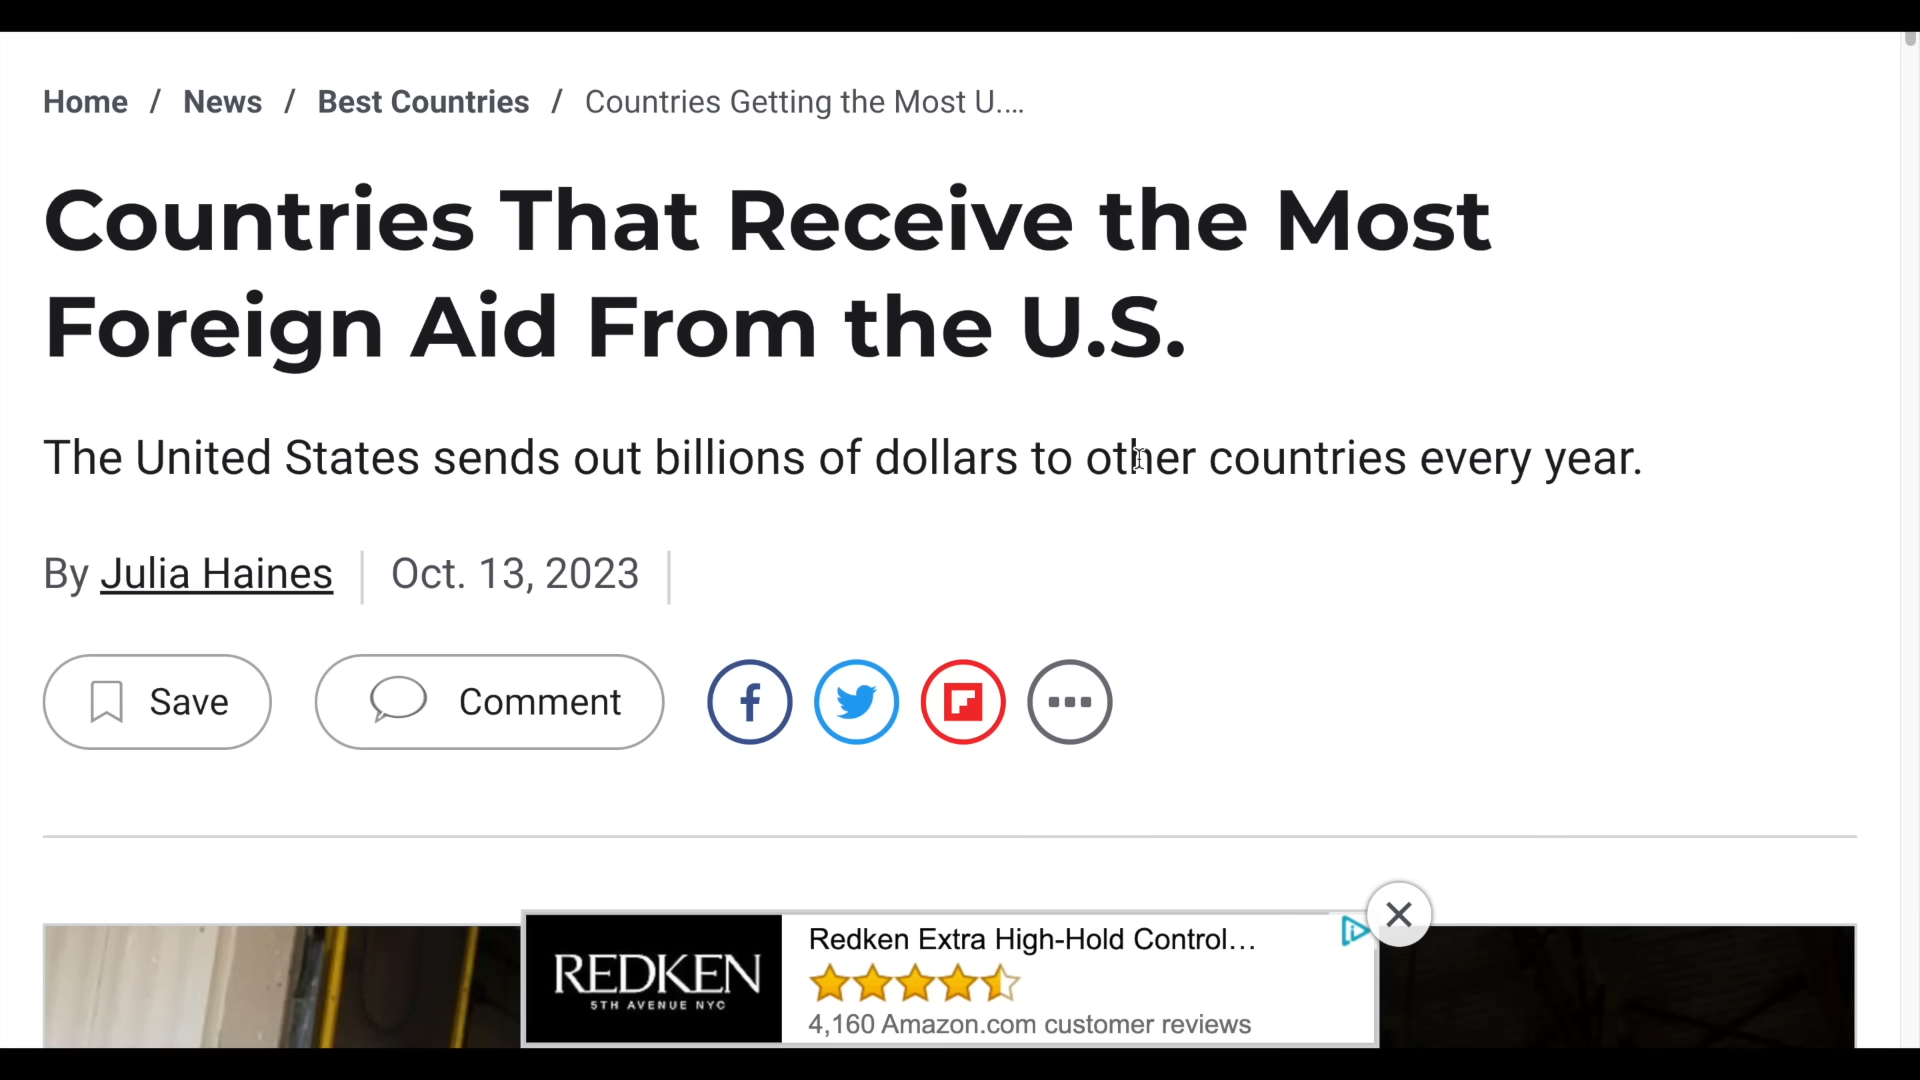 Home / News / Best Countries / Countries Getting the Most U....
Countries That Receive the Most
Foreign Aid From the U.S.
The United States sends out billions of dollars to other countries every year.
By Julia Haines | Oct. 13, 2023 |
Save
Comment
REDKEN
5TH AVENUE NYC
Redken Extra High-Hold Control...
4,160 Amazon.com customer reviews